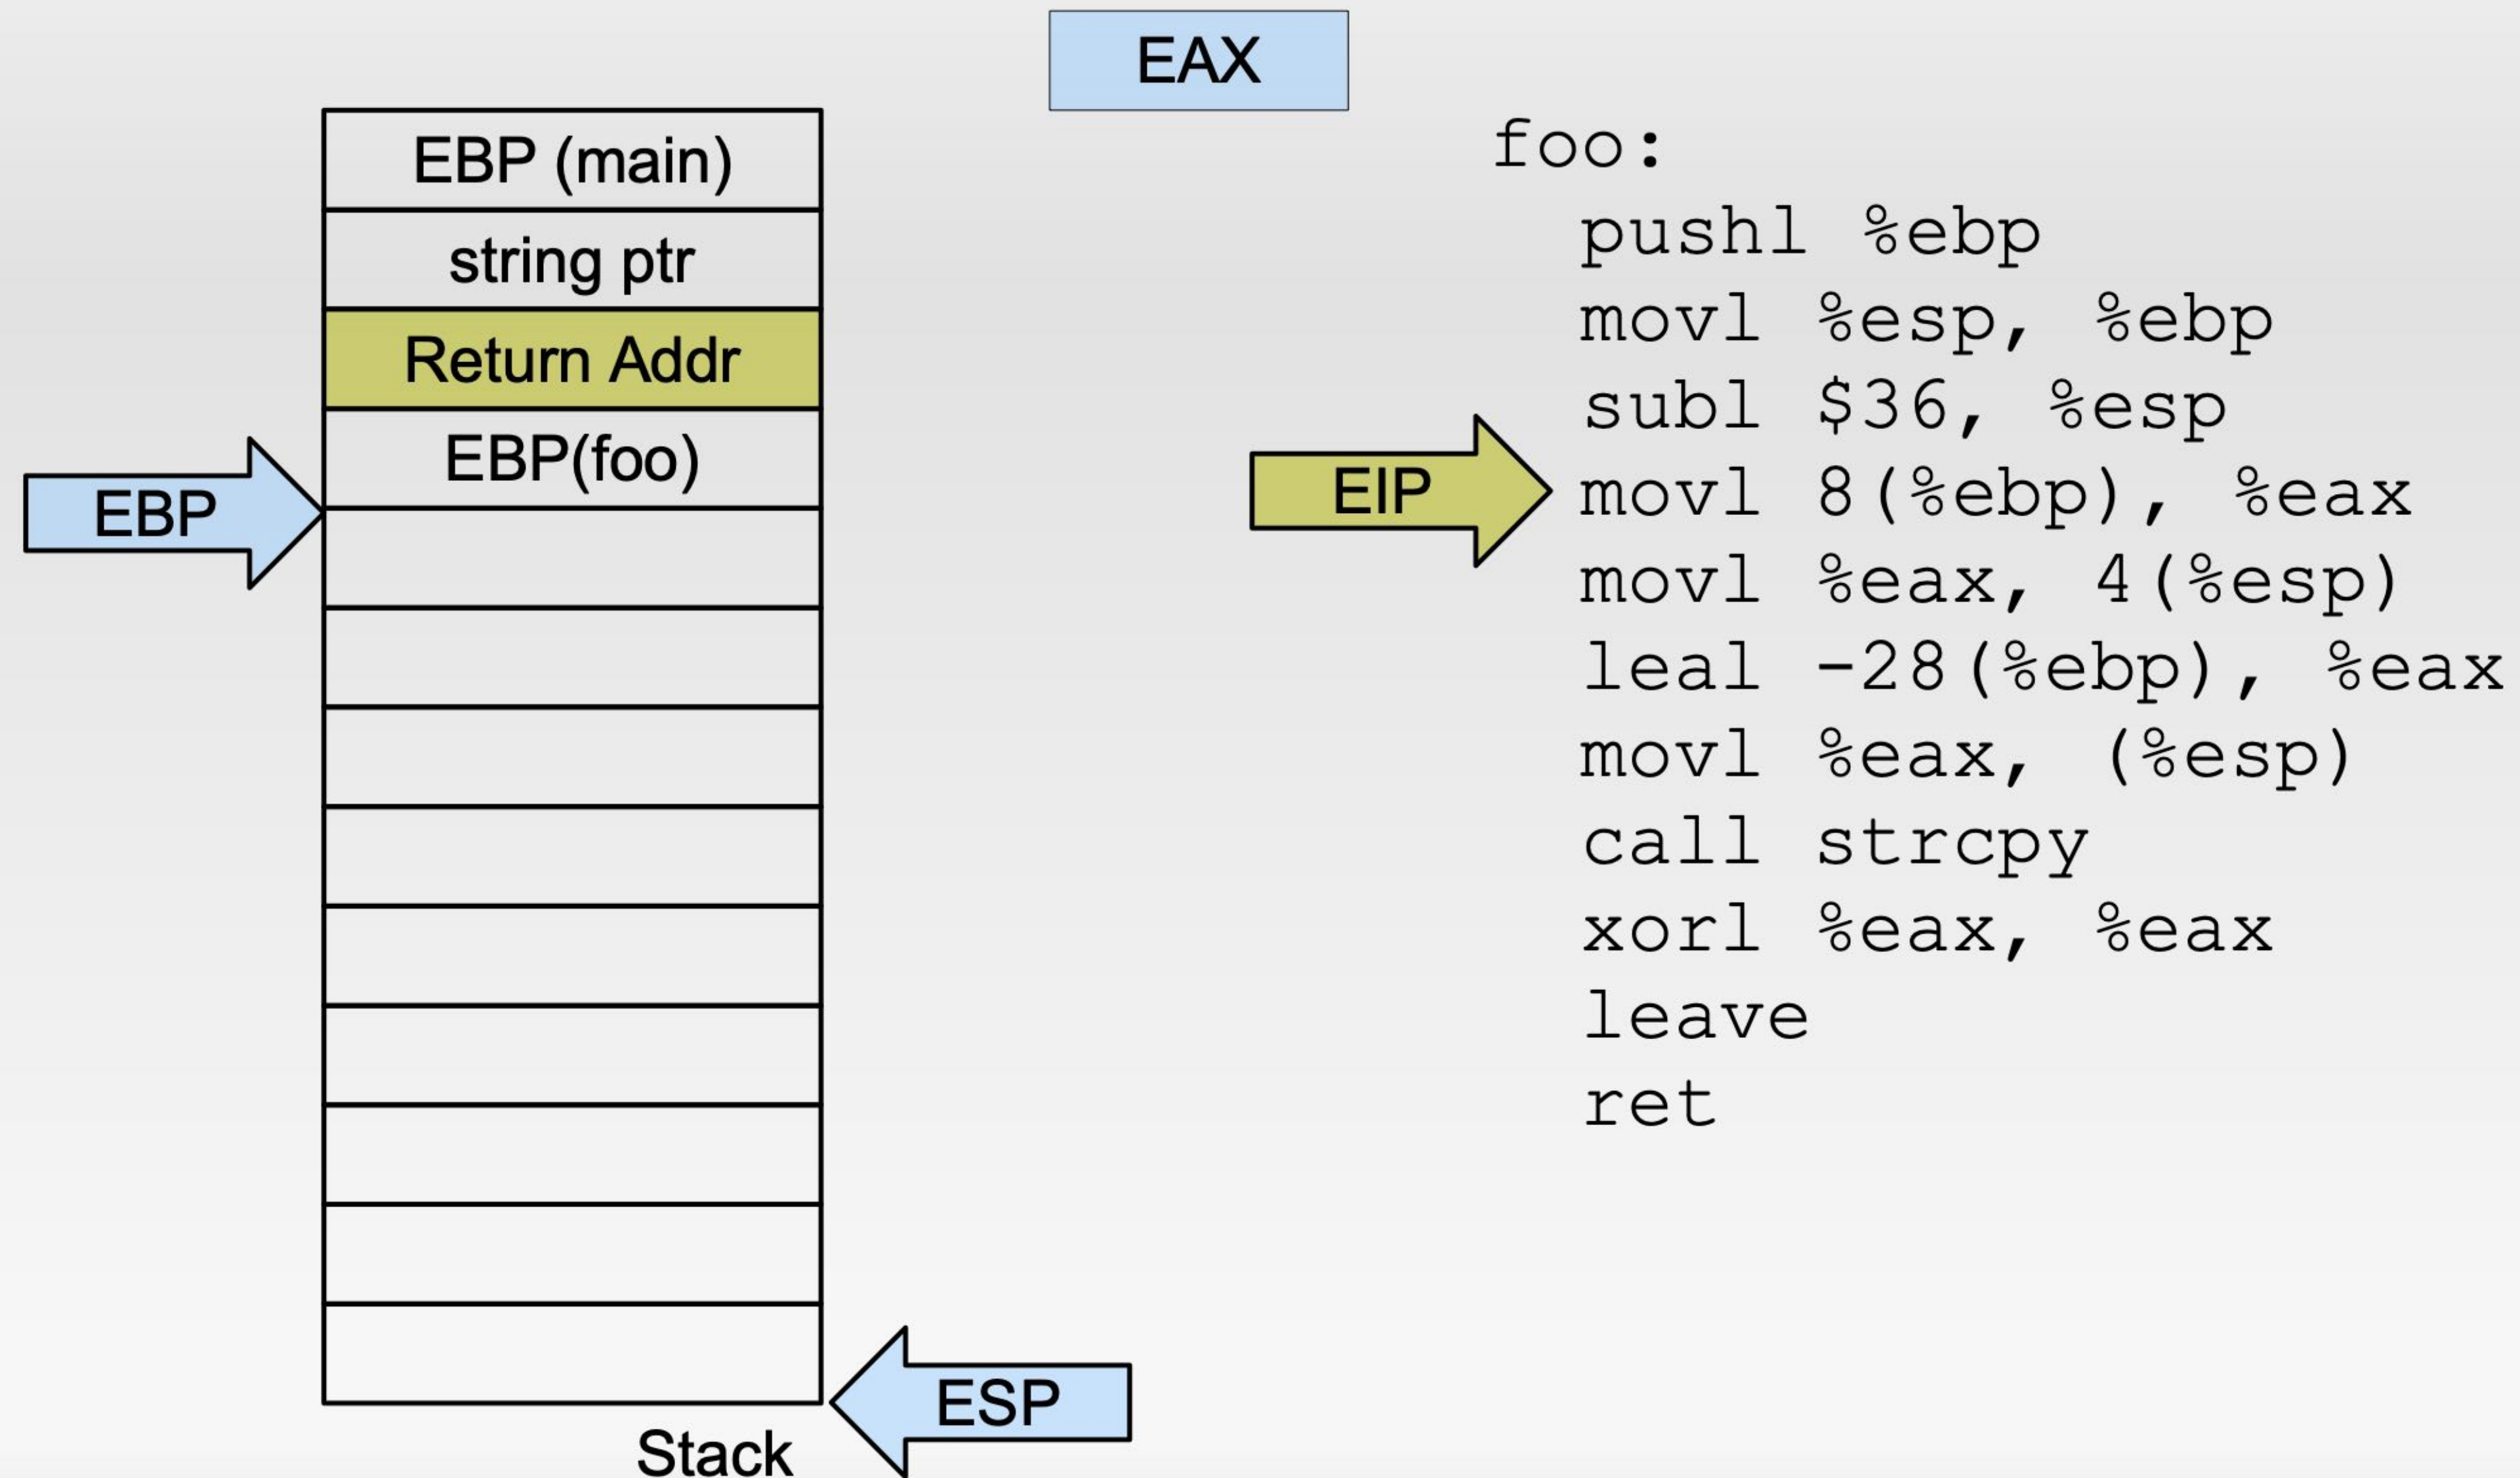 EAX
EBP (main)
string ptr
Return Addr
EBP(foo)
EBP
ESP
Stack
EIP
foo:
pushl %ebp
movl %esp, %ebp
subl $36, %esp
movl 8(%ebp), %eax
movl %eax, 4(%esp)
leal -28(%ebp), %eax
movl %eax, (%esp)
call strcpy
xorl %eax, %eax
leave
ret